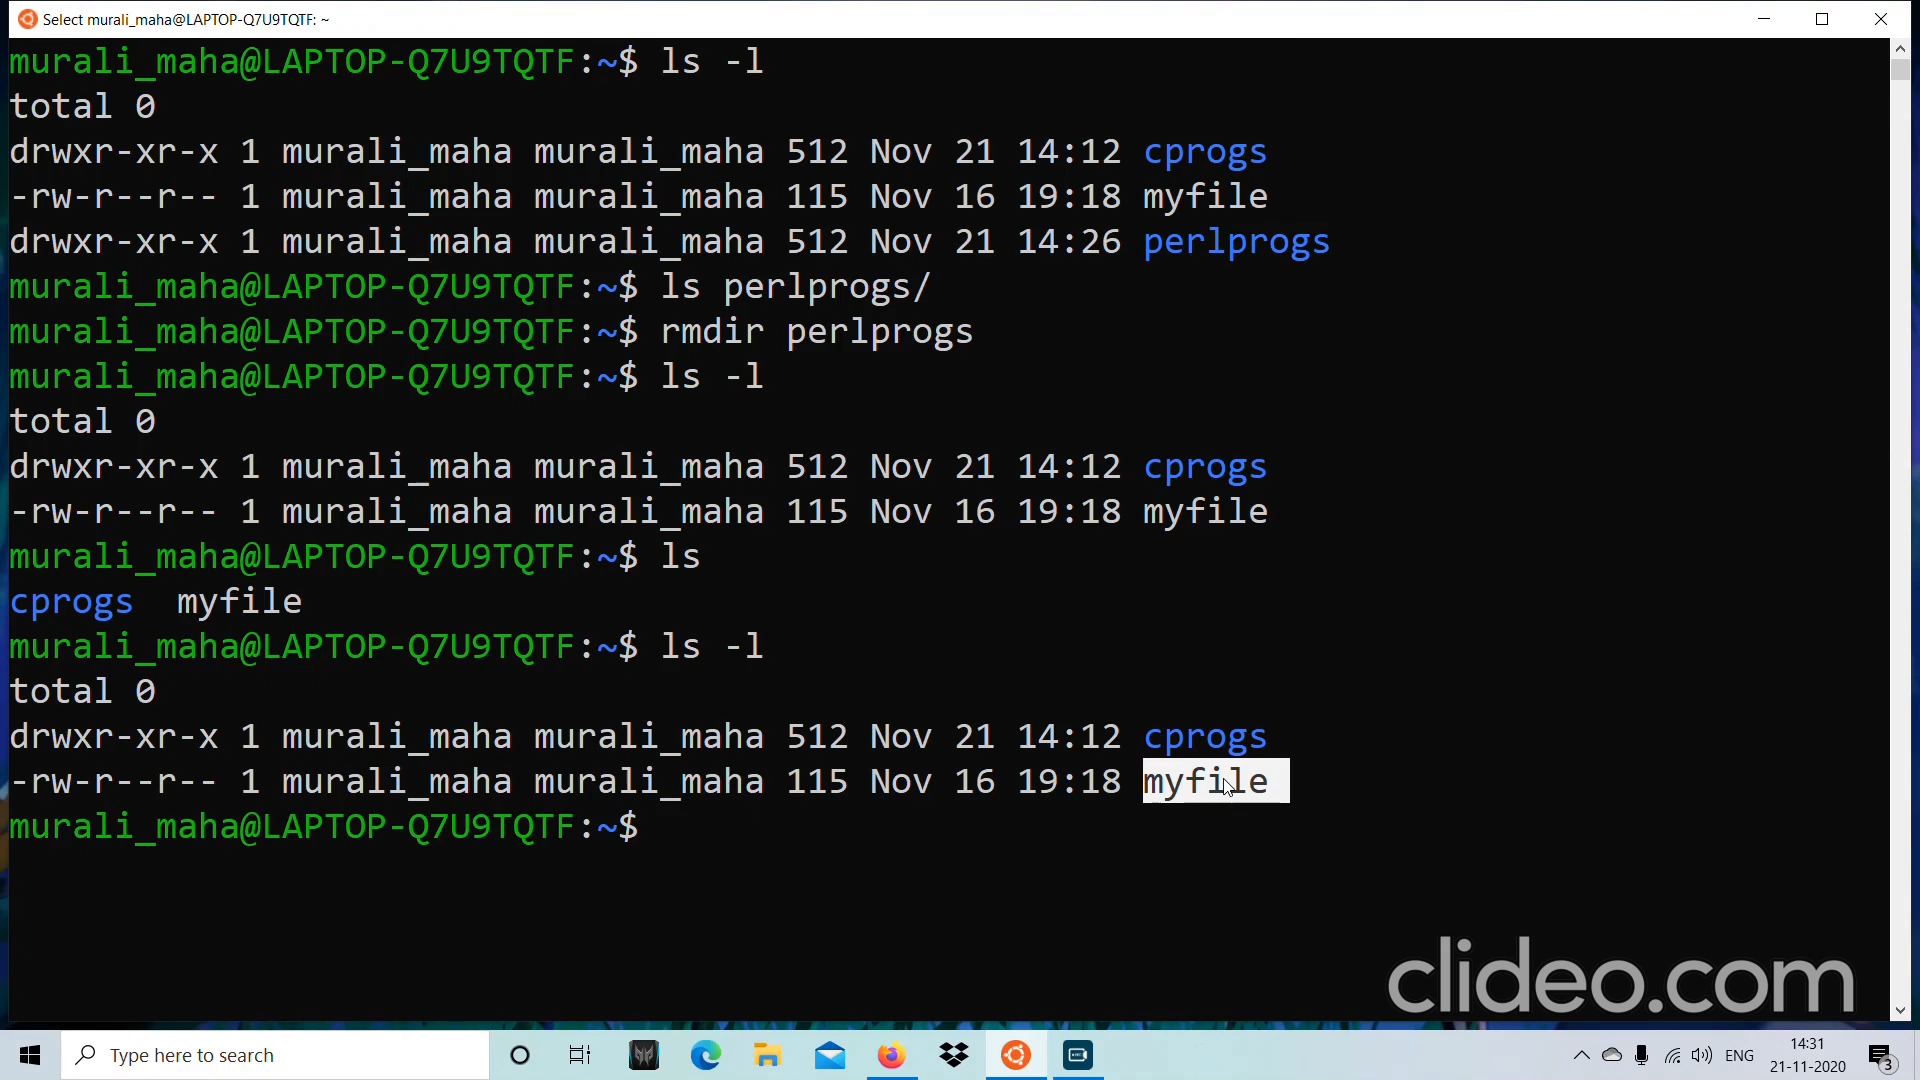 Select murali_maha@LAPTOP-Q7U9TQTF: ~
murali_maha@LAPTOP-Q7U9TQTF:~$ ls -l
total 0
drwxr-xr-x 1 murali_maha murali_maha 512 Nov 21 14:12 cprogs
-rw-r--r-- 1 murali_maha murali_maha 115 Nov 16 19:18 myfile
drwxr-xr-x 1 murali_maha murali_maha 512 Nov 21 14:26 perlprogs
murali_maha@LAPTOP-Q7U9TQTF:~$ ls perlprogs/
murali_maha@LAPTOP-Q7U9TQTF:~$ rmdir perlprogs
murali_maha@LAPTOP-Q7U9TQTF:~$ ls -l
total 0
drwxr-xr-x 1 murali_maha murali_maha 512 Nov 21 14:12 cprogs
-rw-r--r-- 1 murali_maha murali_maha 115 Nov 16 19:18 myfile
murali_maha@LAPTOP-Q7U9TQTF:~$ ls
cprogs  myfile
murali_maha@LAPTOP-Q7U9TQTF:~$ ls -l
total 0
drwxr-xr-x 1 murali_maha murali_maha 512 Nov 21 14:12 cprogs
-rw-r--r-- 1 murali_maha murali_maha 115 Nov 16 19:18 myfile
murali_maha@LAPTOP-Q7U9TQTF:~$
clideo.com
Type here to search
ENG
14:31
21-11-2020
3